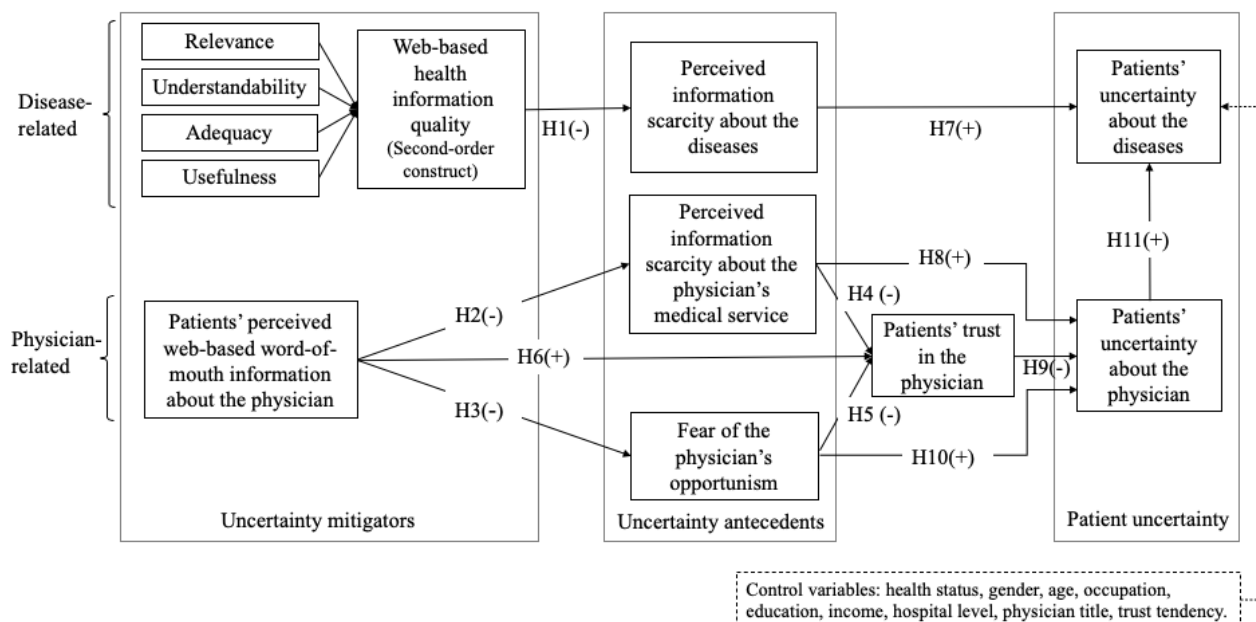 Disease-
related
Relevance
Understandability
Adequacy
Usefulness
Web-based
health
information
quality
(Second-order
construct)
H1(-)
Perceived
information
scarcity about the
diseases
H7(+)
Patients’
uncertainty
about the
diseases
H11(+)
Physician-
related
Patients’ perceived
web-based word-of-
mouth information
about the physician
H2(-)
H6(+)
H3(-)
Perceived
information
scarcity about the
physician’s
medical service
H8(+)
H4 (-)
Patients’ trust
in the
physician
H9(-)
H5 (-)
Fear of the
physician’s
opportunism
H10(+)
Patients’
uncertainty
about the
physician
Uncertainty mitigators
Uncertainty antecedents
Patient uncertainty
Control variables: health status, gender, age, occupation,
education, income, hospital level, physician title, trust tendency.